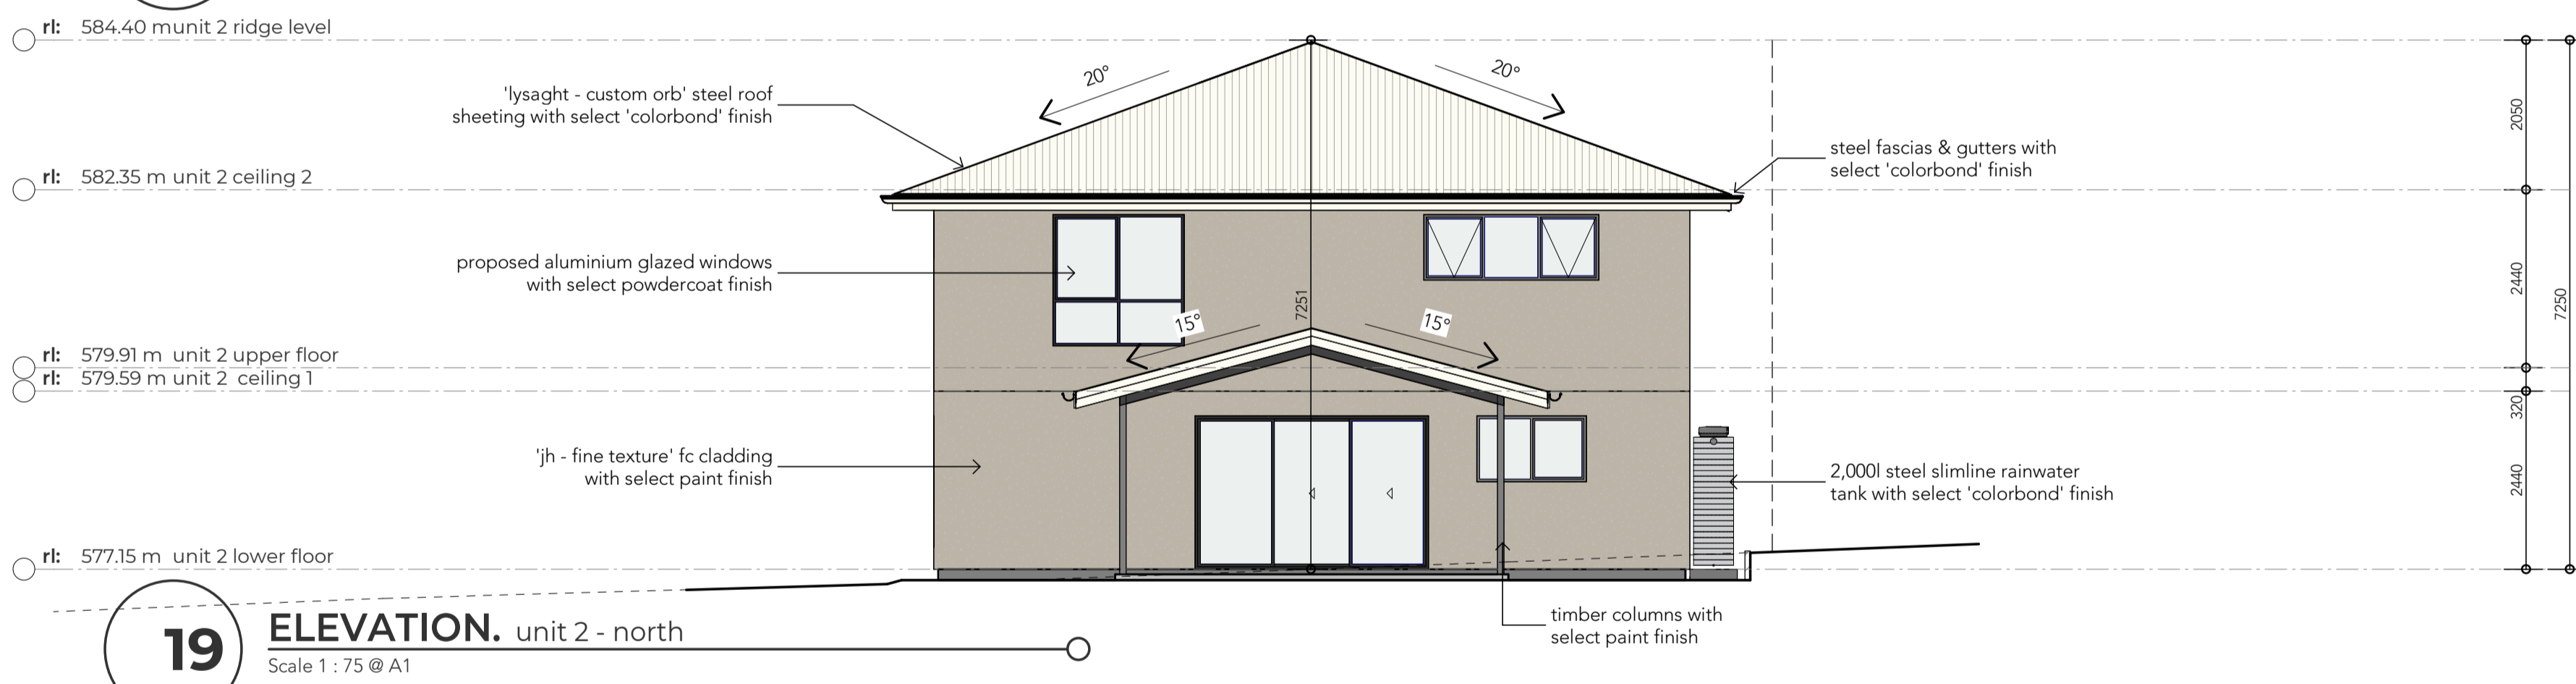 rl: 584.40 munit 2 ridge level
20°
20°
'lysaght - custom orb' steel roof
sheeting with select 'colorbond' finish
2050
steel fascias & gutters with
select 'colorbond' finish
rl: 582.35 m unit 2 ceiling 2
proposed aluminium glazed windows
with select powdercoat finish
7251
2440
7250
15°
15°
rl: 579.91 m unit 2 upper floor
rl: 579.59 m unit 2 ceiling 1
320
'jh - fine texture' fc cladding
with select paint finish
2,000l steel slimline rainwater
tank with select 'colorbond' finish
2440
rl: 577.15 m unit 2 lower floor
timber columns with
select paint finish
19
ELEVATION. unit 2 - north
Scale 1 : 75 @ A1